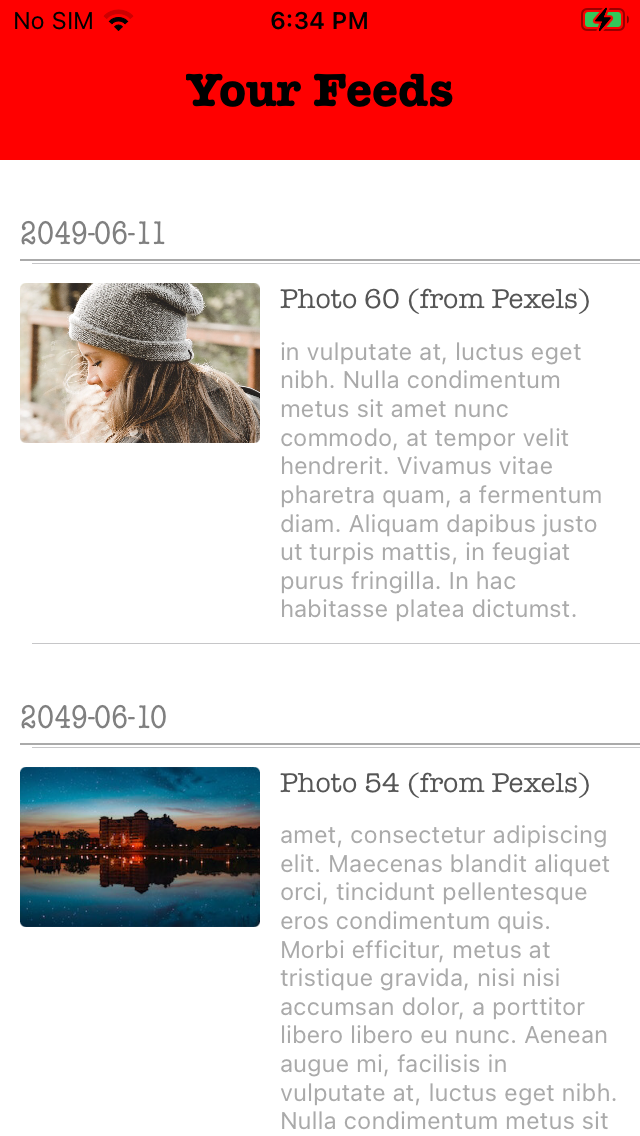 No SIM 6:34 PM
Your Feeds
2049-06-11
Photo 60 (from Pexels)
in vulputate at, luctus eget
nibh. Nulla condimentum
metus sit amet nunc
commodo, at tempor velit
hendrerit. Vivamus vitae
pharetra quam, a fermentum
diam. Aliquam dapibus justo
ut turpis mattis, in feugiat
purus fringilla. In hac
habitasse platea dictumst.
2049-06-10
Photo 54 (from Pexels)
amet, consectetur adipiscing
elit. Maecenas blandit aliquet
orci, tincidunt pellentesque
eros condimentum quis.
Morbi efficitur, metus at
tristique gravida, nisi nisi
accumsan dolor, a porttitor
libero libero eu nunc. Aenean
augue mi, facilisis in
vulputate at, luctus eget nibh.
Nulla condimentum metus sit